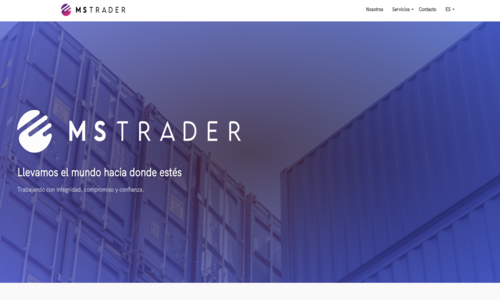 MSTRADER
Nosotros Servicios Contacto ES
MSTRADER
Llevamos el mundo hacia donde estés
Trabajando con integridad, compromiso y confianza.